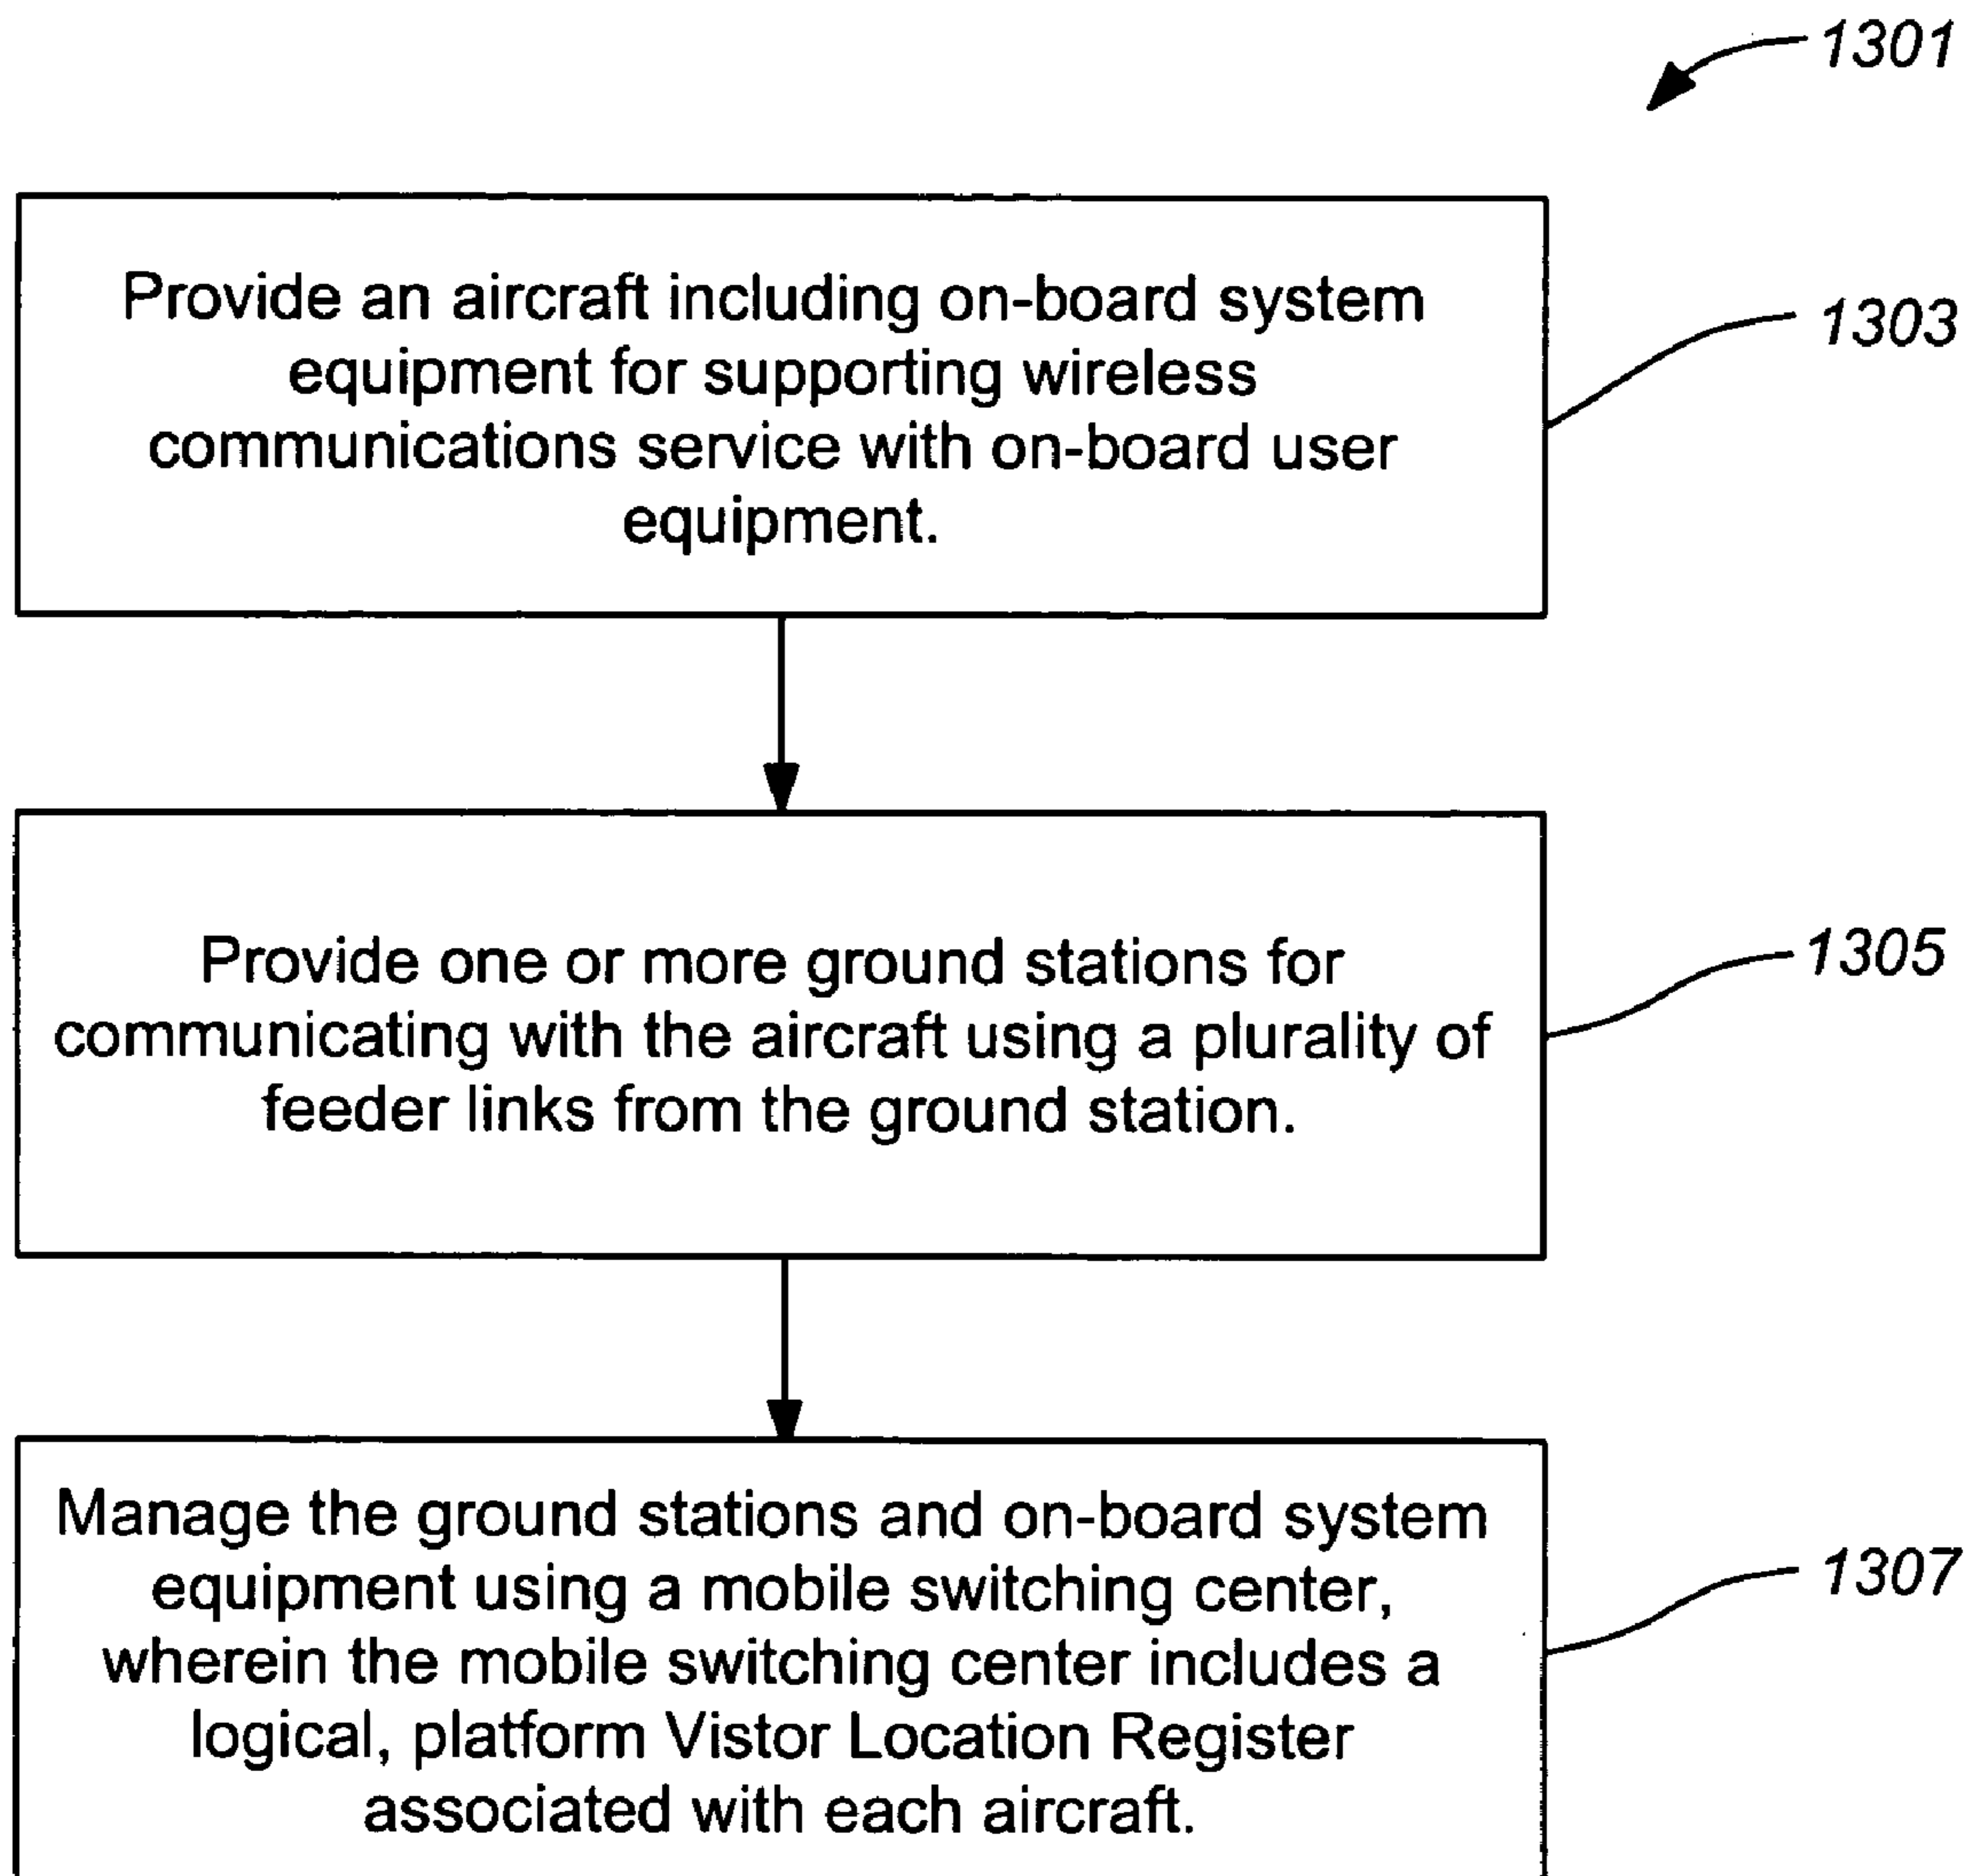 1301
Provide an aircraft including on-board system
equipment for supporting wireless
communications service with on-board user
equipment.
1303
Provide one or more ground stations for
communicating with the aircraft using a plurality of
feeder links from the ground station.
1305
Manage the ground stations and on-board system
equipment using a mobile switching center,
wherein the mobile switching center includes a
logical, platform Vistor Location Register
associated with each aircraft.
1307